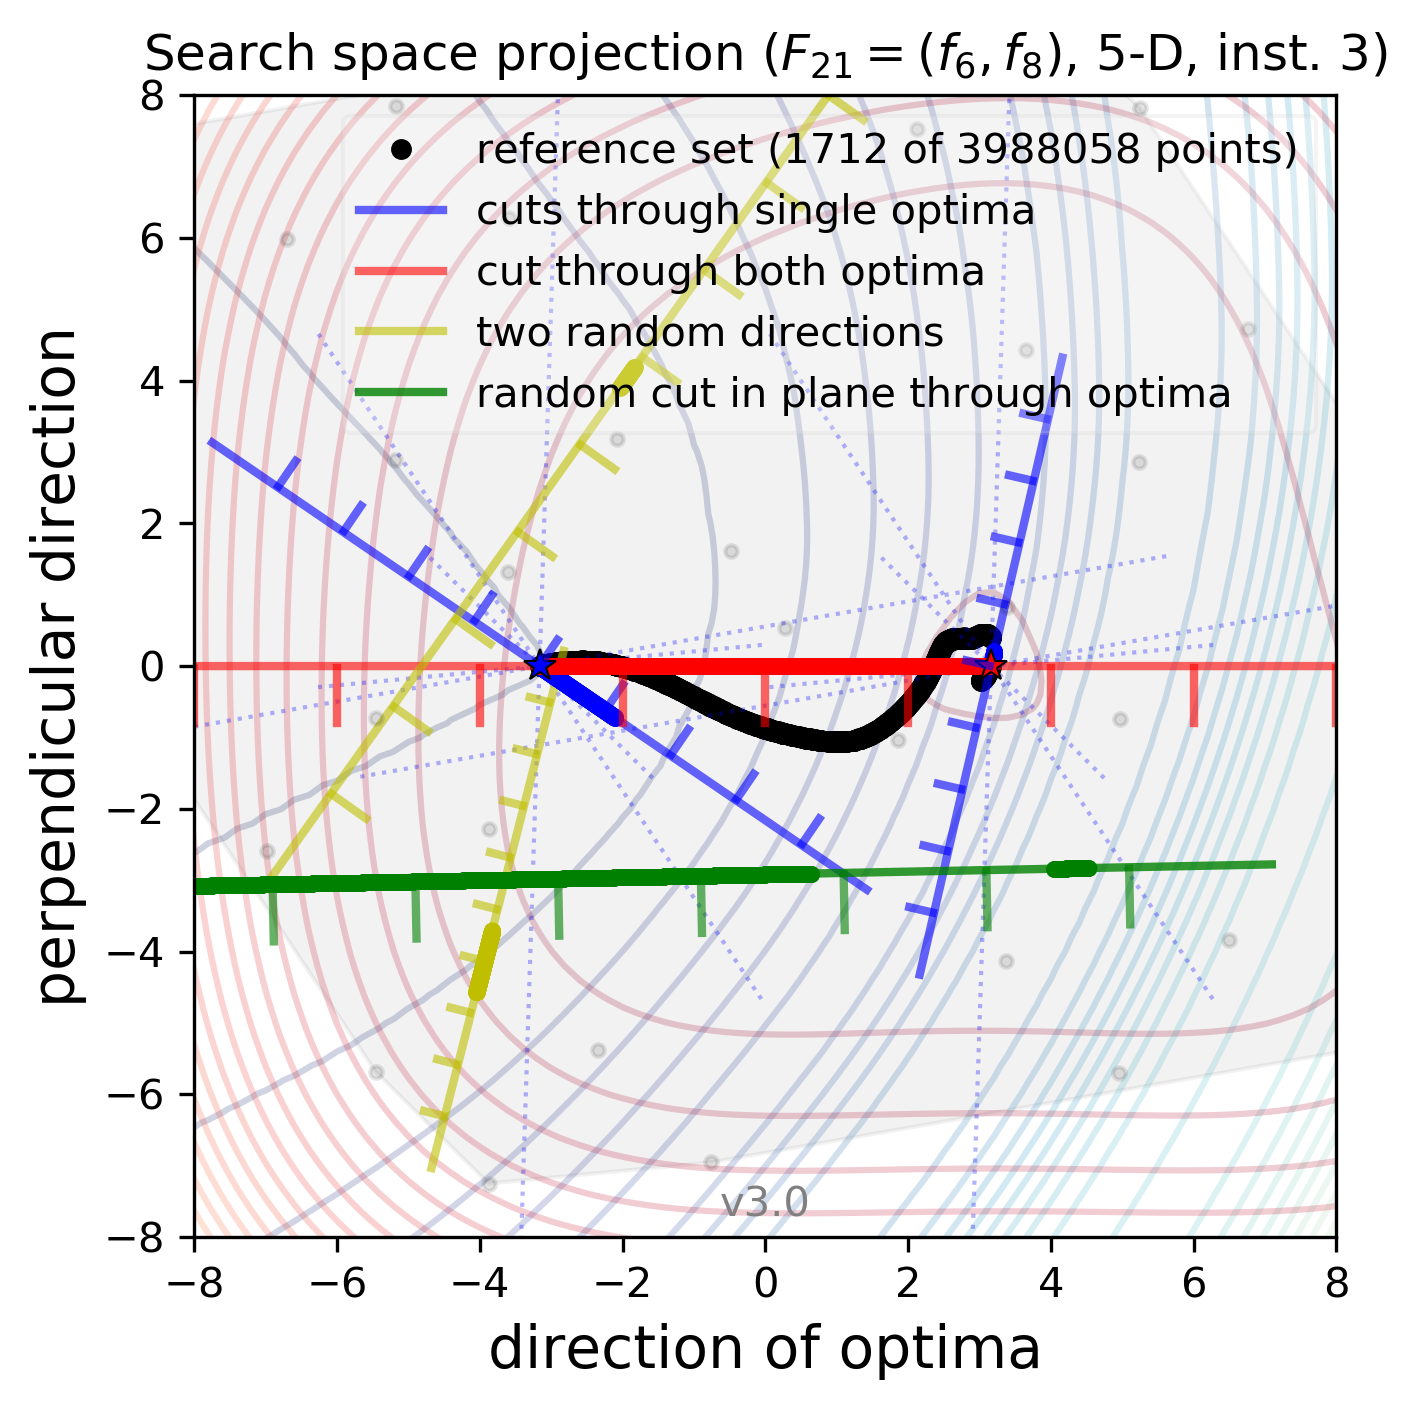 Search space projection (F₂₁ = (f₆, f₈), 5-D, inst. 3)
reference set (1712 of 3988058 points)
cuts through single optima
cut through both optima
two random directions
random cut in plane through optima
8
6
4
2
0
−2
−4
−6
−8
perpendicular direction
v3.0
−8 −6 −4 −2 0 2 4 6 8
direction of optima